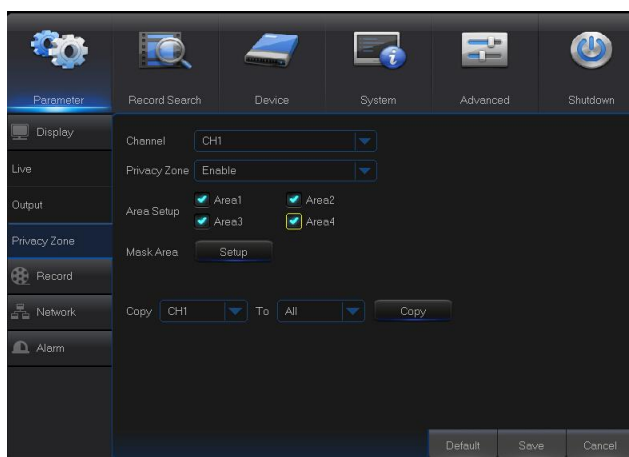 Parameter Record Search Device System Advanced Shutdown
Display
Live
Output
Privacy Zone
Record
Network
Alarm
Channel CH1
Privacy Zone Enable
Area Setup Area1 Area2
Area3 Area4
Mask Area Setup
Copy CH1 To All Copy
Default Save Cancel